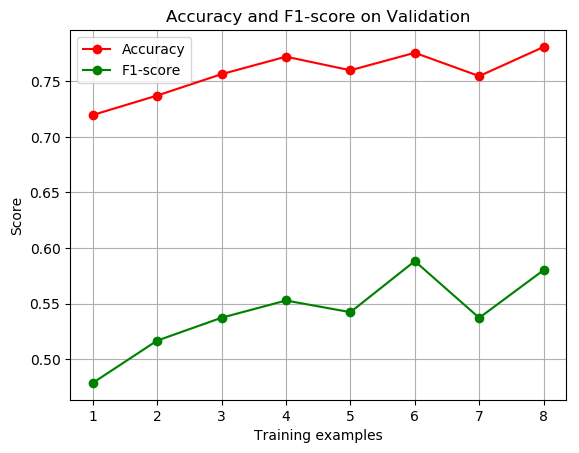 Accuracy and F1-score on Validation
Accuracy
F1-score
0.75
0.70
0.65
0.60
0.55
0.50
Score
1 2 3 4 5 6 7 8
Training examples